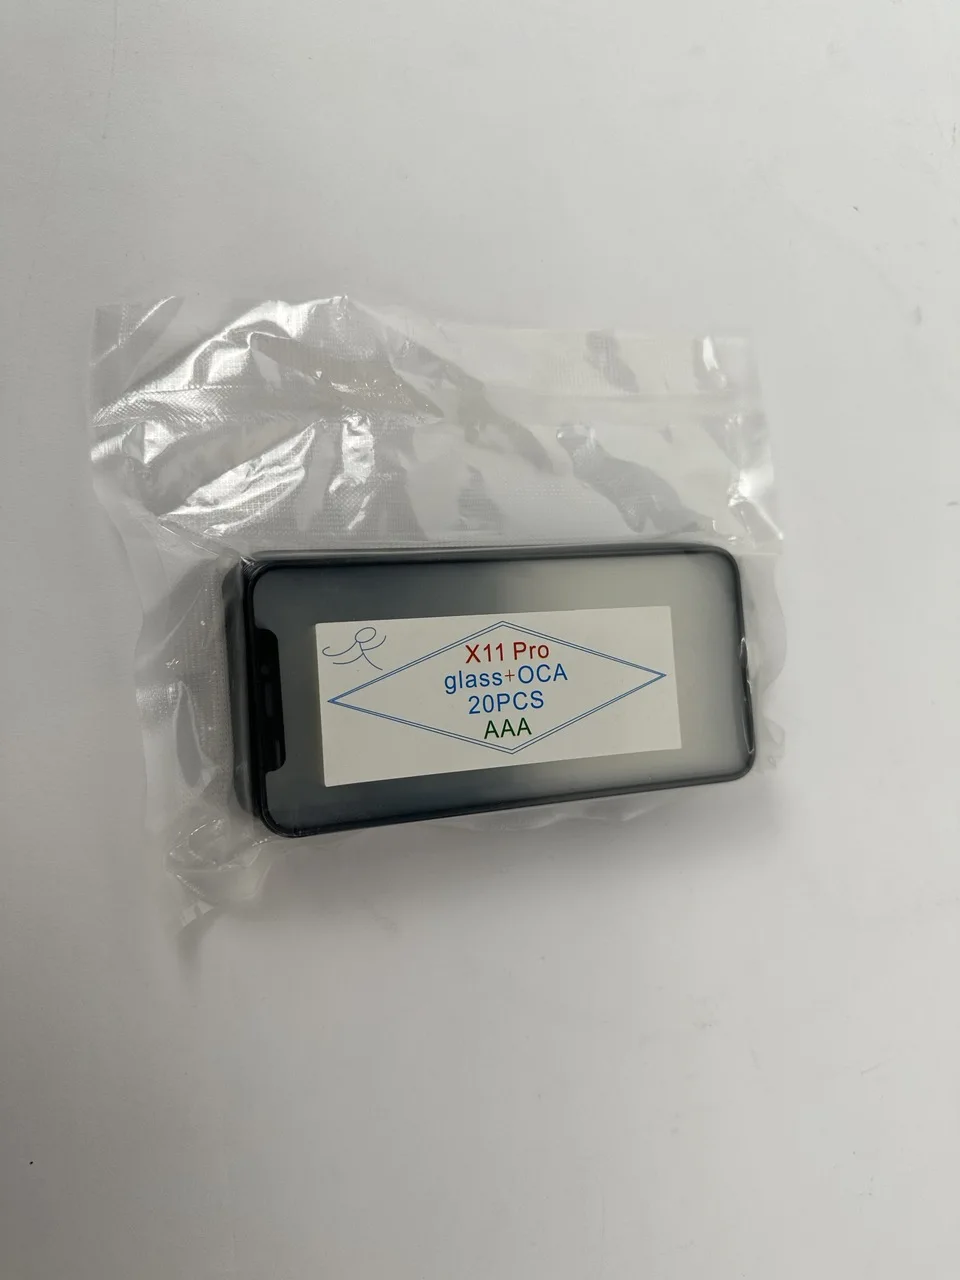 X11 Pro
glass+OCA
20PCS
AAA